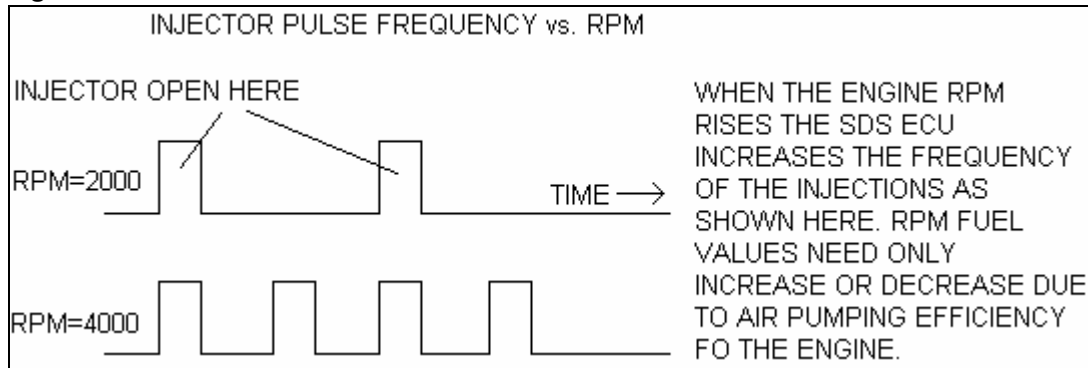 INJECTOR PULSE FREQUENCY vs. RPM
INJECTOR OPEN HERE
RPM=2000
TIME
RPM=4000
WHEN THE ENGINE RPM
RISES THE SDS ECU
INCREASES THE FREQUENCY
OF THE INJECTIONS AS
SHOWN HERE. RPM FUEL
VALUES NEED ONLY
INCREASE OR DECREASE DUE
TO AIR PUMPING EFFICIENCY
FO THE ENGINE.